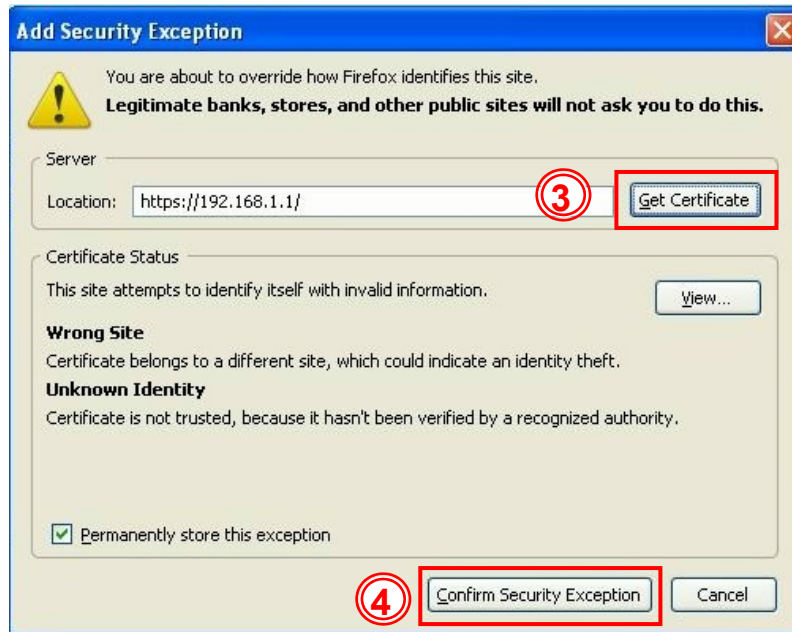 Add Security Exception
You are about to override how Firefox identifies this site.
Legitimate banks, stores, and other public sites will not ask you to do this.
Server
Location: https://192.168.1.1/ 3 Get Certificate
Certificate Status
This site attempts to identify itself with invalid information. View...
Wrong Site
Certificate belongs to a different site, which could indicate an identity theft.
Unknown Identity
Certificate is not trusted, because it hasn't been verified by a recognized authority.
Permanently store this exception
4 Confirm Security Exception Cancel